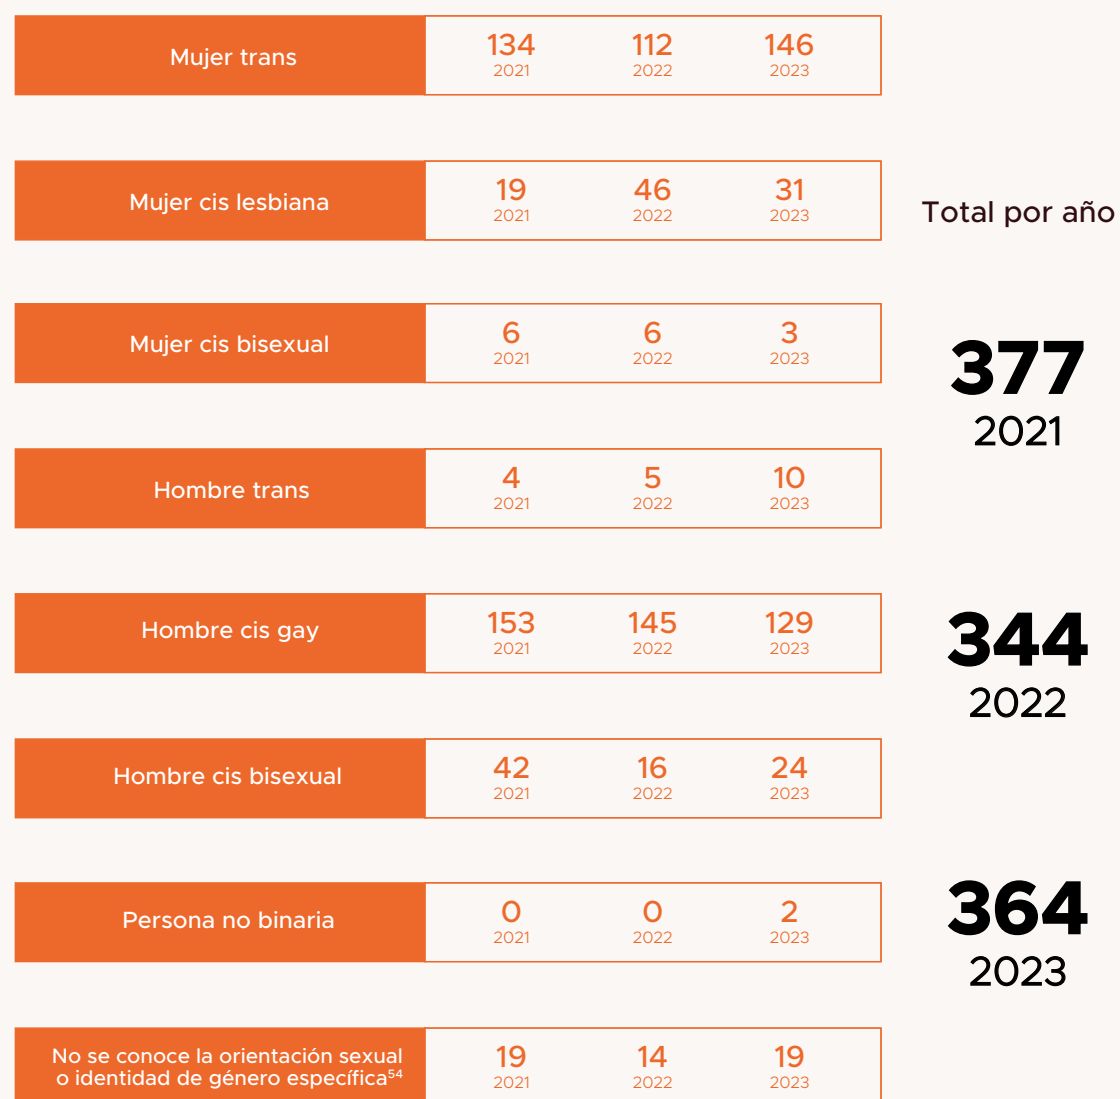 Mujer trans
134 112 146
2021 2022 2023
Mujer cis lesbiana
19 46 31
2021 2022 2023
Mujer cis bisexual
6 6 3
2021 2022 2023
Hombre trans
4 5 10
2021 2022 2023
Hombre cis gay
153 145 129
2021 2022 2023
Hombre cis bisexual
42 16 24
2021 2022 2023
Persona no binaria
0 0 2
2021 2022 2023
No se conoce la orientación sexual
o identidad de género específica⁵⁴
19 14 19
2021 2022 2023
Total por año
377
2021
344
2022
364
2023